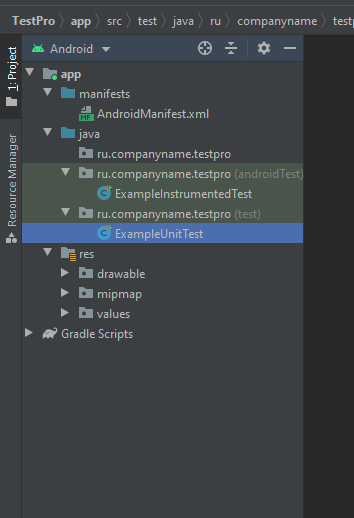 TestPro app src test java ru companyname
Android
1: Project
Resource Manager
app
manifests
MF AndroidManifest.xml
java
ru.companyname.testpro
ru.companyname.testpro (androidTest)
ExampleInstrumentedTest
ru.companyname.testpro (test)
ExampleUnitTest
res
drawable
mipmap
values
Gradle Scripts